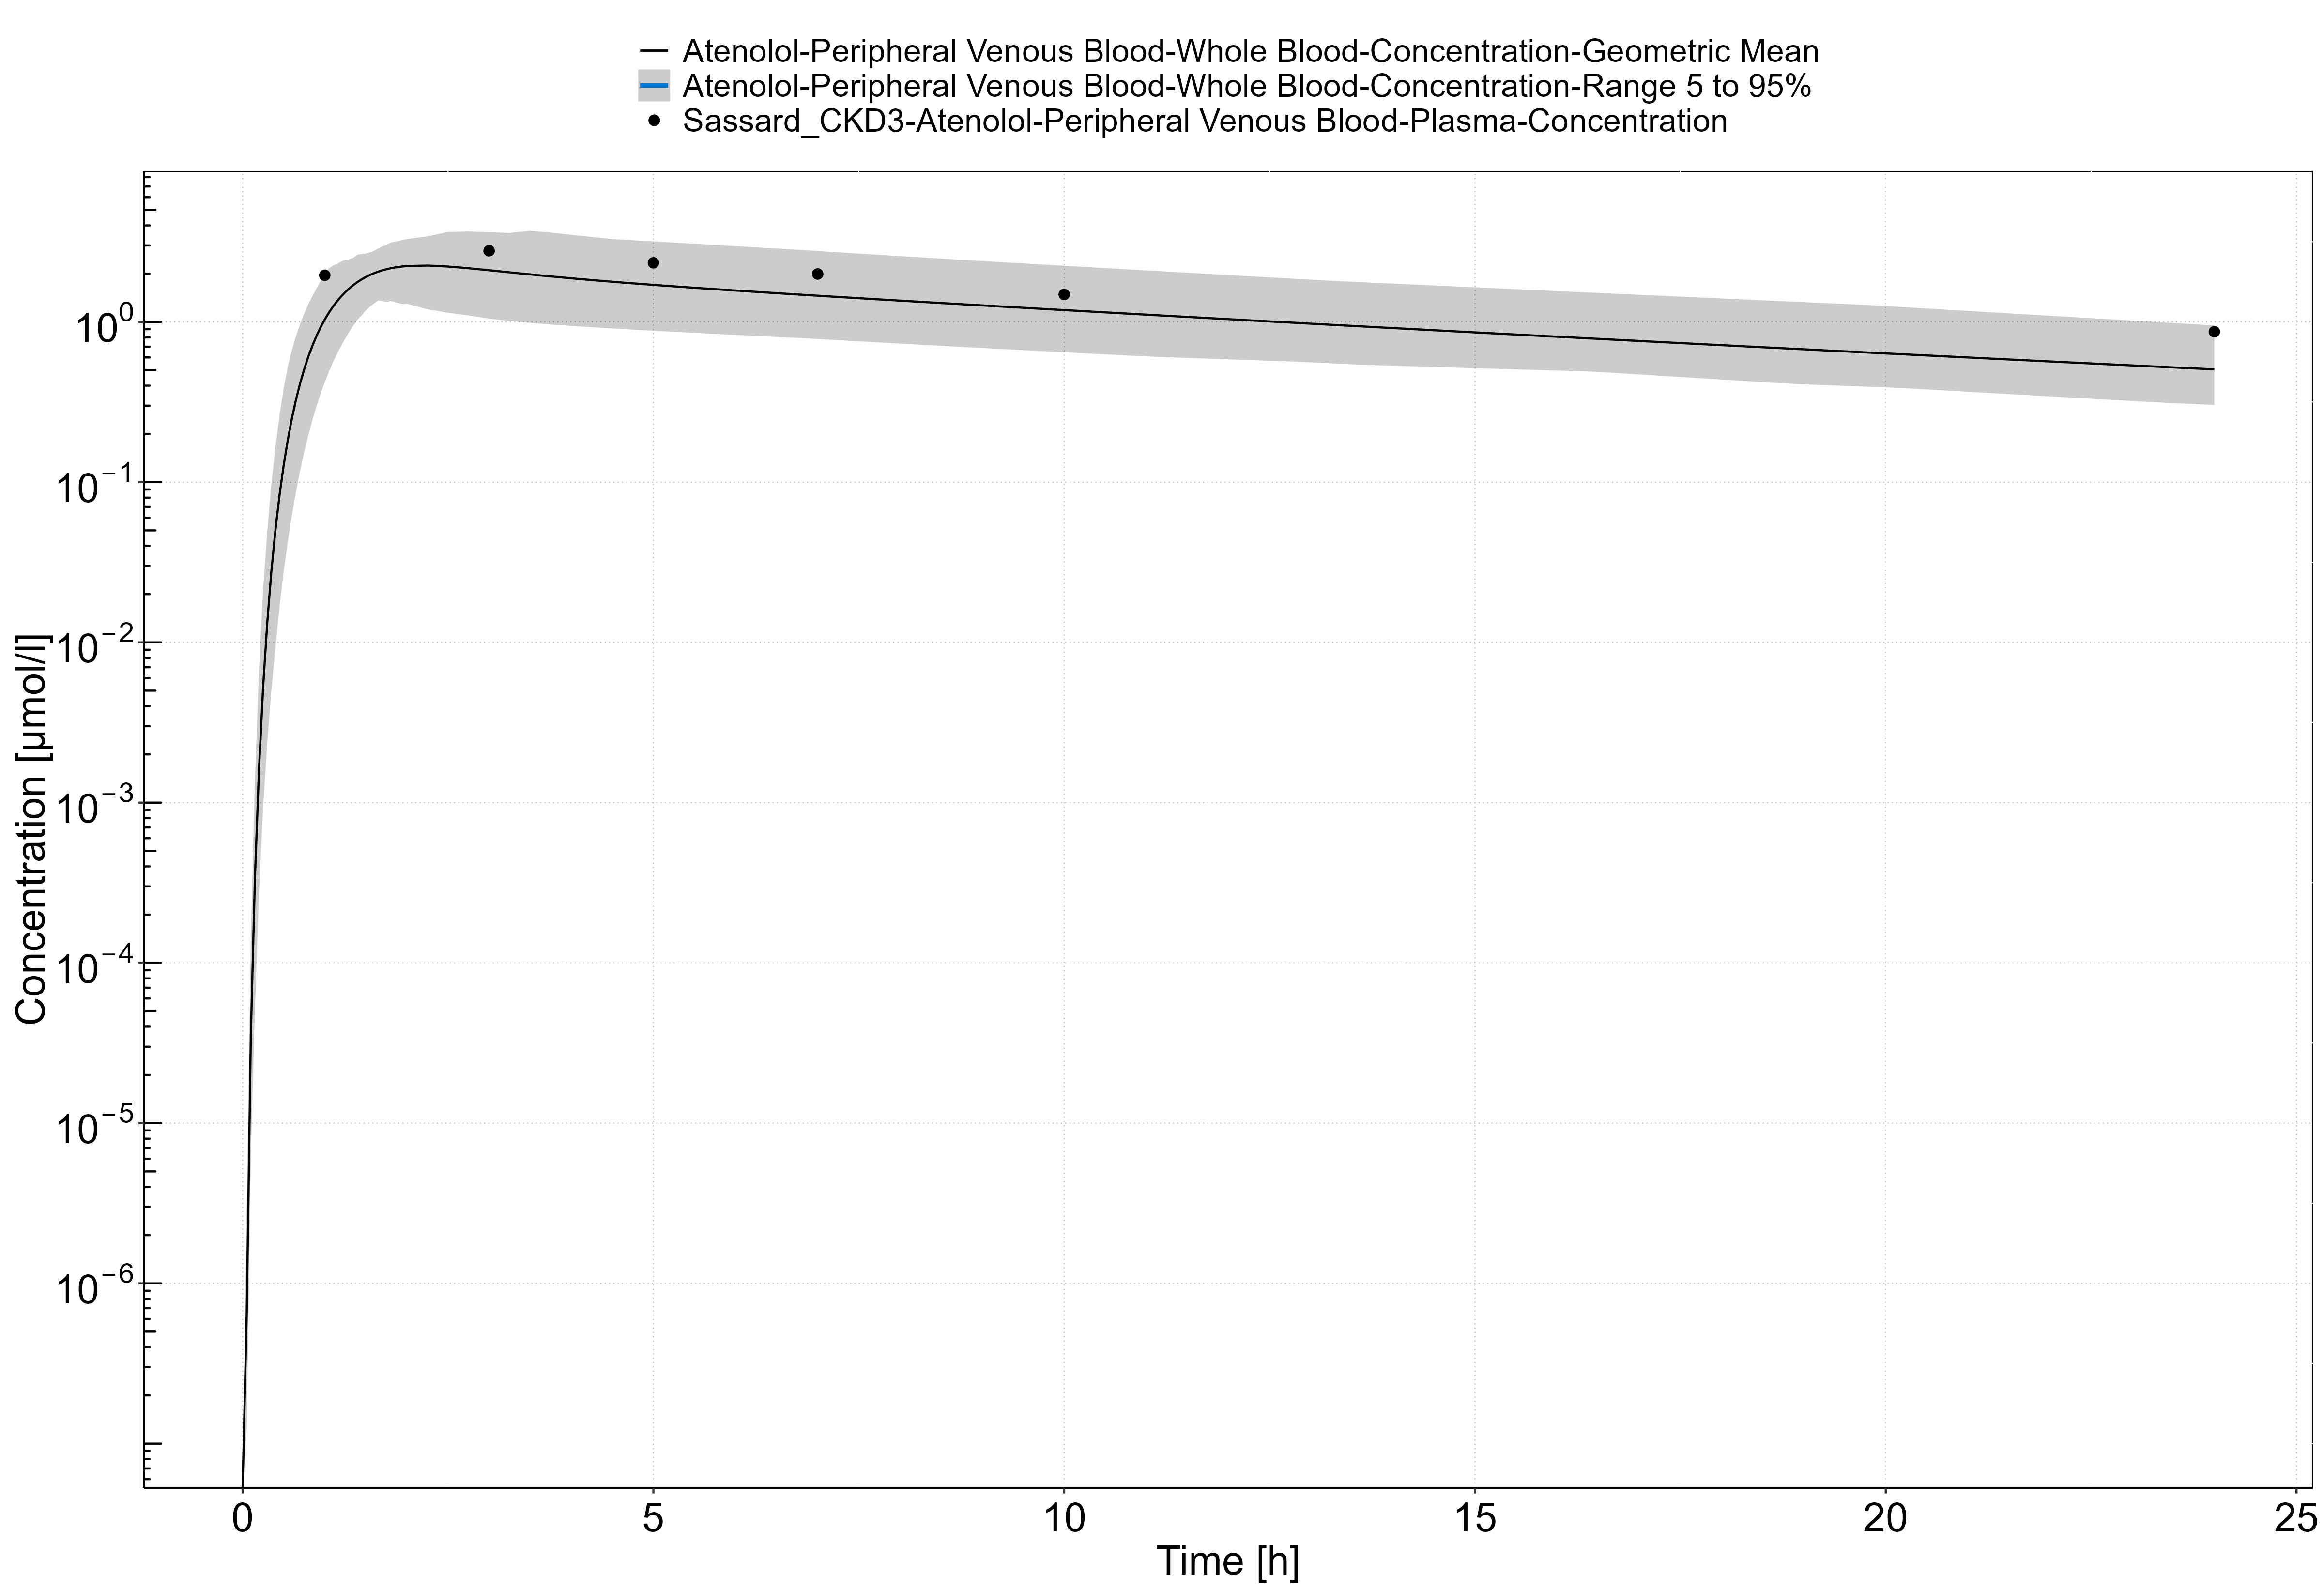 Atenolol-Peripheral Venous Blood-Whole Blood-Concentration-Geometric Mean
Atenolol-Peripheral Venous Blood-Whole Blood-Concentration-Range 5 to 95%
Sassard_CKD3-Atenolol-Peripheral Venous Blood-Plasma-Concentration
Concentration [µmol/l]
10⁰
10⁻¹
10⁻²
10⁻³
10⁻⁴
10⁻⁵
10⁻⁶
0 5 10 15 20 25
Time [h]